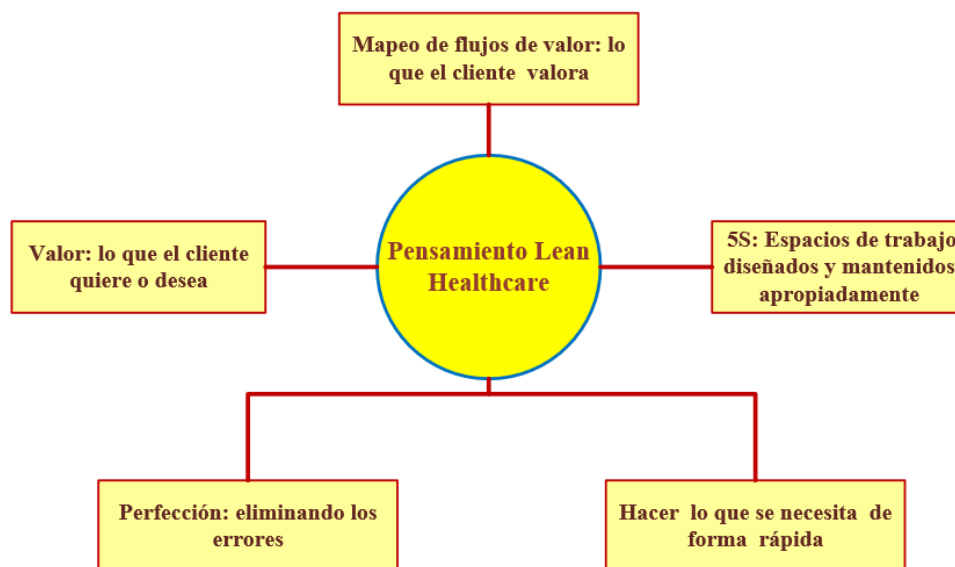 Mapeo de flujos de valor: lo
que el cliente valora
Valor: lo que el cliente
quiere o desea
Pensamiento Lean
Healthcare
5S: Espacios de trabajo
diseñados y mantenidos
apropiadamente
Perfección: eliminando los
errores
Hacer lo que se necesita de
forma rápida